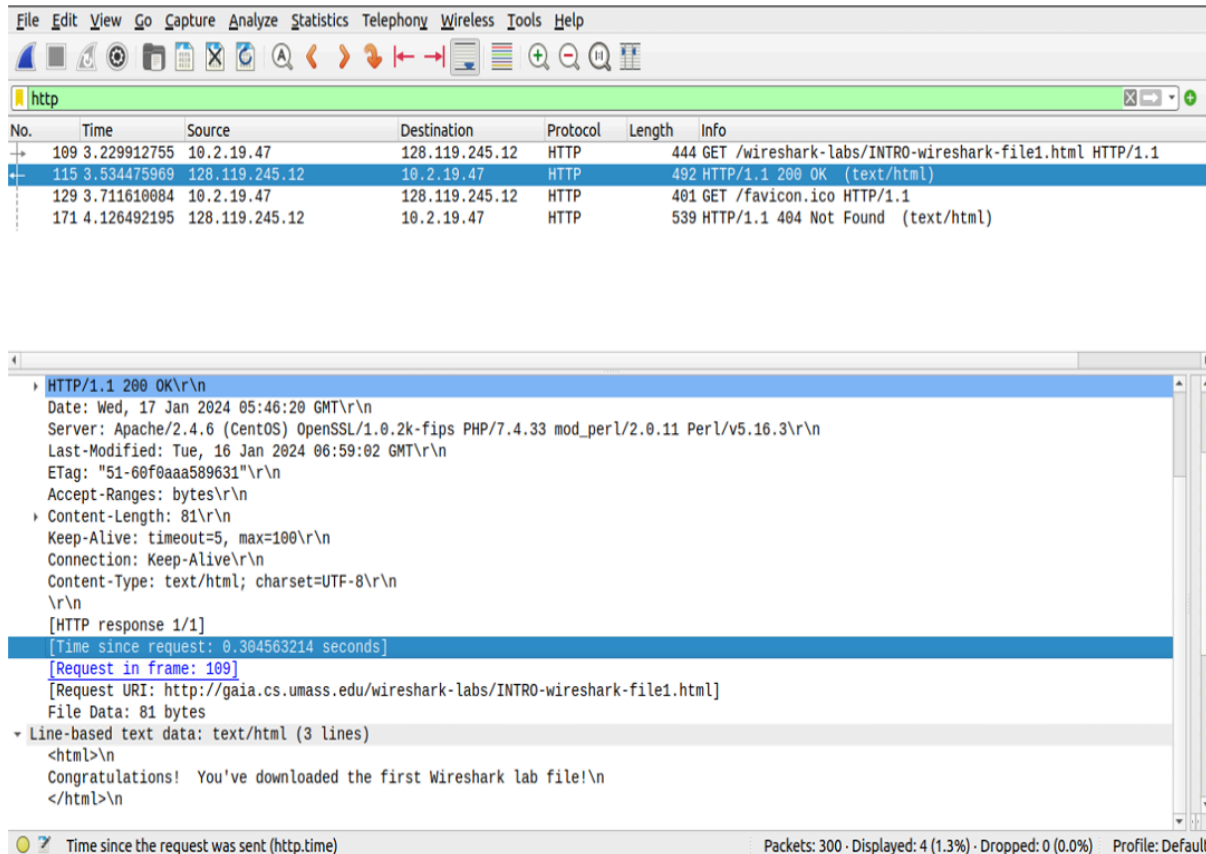 File Edit View Go Capture Analyze Statistics Telephony Wireless Tools Help
http
No. Time Source Destination Protocol Length Info
109 3.229912755 10.2.19.47 128.119.245.12 HTTP 444 GET /wireshark-labs/INTRO-wireshark-file1.html HTTP/1.1
115 3.534475969 128.119.245.12 10.2.19.47 HTTP 492 HTTP/1.1 200 OK (text/html)
129 3.711610084 10.2.19.47 128.119.245.12 HTTP 401 GET /favicon.ico HTTP/1.1
171 4.126492195 128.119.245.12 10.2.19.47 HTTP 539 HTTP/1.1 404 Not Found (text/html)
HTTP/1.1 200 OK\r\n
Date: Wed, 17 Jan 2024 05:46:20 GMT\r\n
Server: Apache/2.4.6 (CentOS) OpenSSL/1.0.2k-fips PHP/7.4.33 mod_perl/2.0.11 Perl/v5.16.3\r\n
Last-Modified: Tue, 16 Jan 2024 06:59:02 GMT\r\n
ETag: "51-60f0aaa589631"\r\n
Accept-Ranges: bytes\r\n
Content-Length: 81\r\n
Keep-Alive: timeout=5, max=100\r\n
Connection: Keep-Alive\r\n
Content-Type: text/html; charset=UTF-8\r\n
\r\n
[HTTP response 1/1]
[Time since request: 0.304563214 seconds]
[Request in frame: 109]
[Request URI: http://gaia.cs.umass.edu/wireshark-labs/INTRO-wireshark-file1.html]
File Data: 81 bytes
Line-based text data: text/html (3 lines)
<html>\n
Congratulations!  You've downloaded the first Wireshark lab file!\n
</html>\n
Time since the request was sent (http.time) Packets: 300 · Displayed: 4 (1.3%) · Dropped: 0 (0.0%) Profile: Default